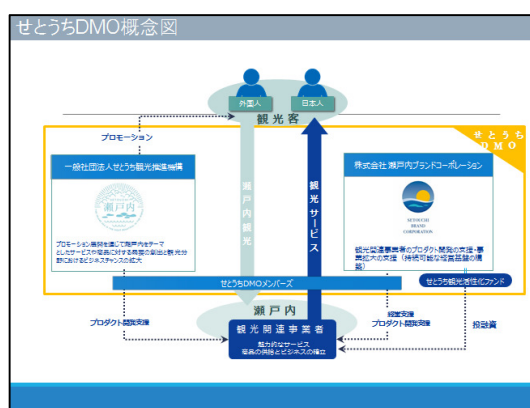 せとうちDMO概念図
外国人
日本人
観光客
プロモーション
せとうち
DMO
一般社団法人せとうち観光推進機構
瀬戸内
プロモーション展開を通じて瀬戸内をテーマ
としたサービスや商品に対する需要の創出と観光分
野におけるビジネスチャンスの拡大
瀬戸内観光
観光サービス
株式会社 瀬戸内ブランドコーポレーション
SETOUCHI
BRAND
CORPORATION
観光関連事業者のプロダクト開発の支援・事
業拡大の支援（持続可能な経営基盤の構
築）
せとうちDMOメンバーズ
せとうち観光活性化ファンド
瀬戸内
プロダクト開発支援
経営支援
プロダクト開発支援
投融資
観光関連事業者
魅力的なサービス
商品の供給とビジネスの確立